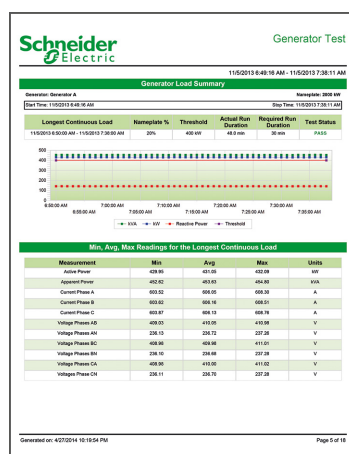 Schneider
Electric
Generator Test
11/5/2013 6:49:16 AM - 11/5/2013 7:38:11 AM
Generator Load Summary
Generator: Generator A Nameplate: 2000 kW
Start Time: 11/5/2013 6:49:16 AM Stop Time: 11/5/2013 7:38:11 AM
Longest Continuous Load Nameplate % Threshold Actual Run Duration Required Run Duration Test Status
11/5/2013 6:50:00 AM - 11/5/2013 7:38:00 AM 20% 400 kW 48.0 min 30 min PASS
500
400
300
200
100
0
6:50:00 AM 7:00:00 AM 7:10:00 AM 7:20:00 AM 7:30:00 AM
6:55:00 AM 7:05:00 AM 7:15:00 AM 7:25:00 AM 7:35:00 AM
kVA kW Reactive Power Threshold
Min, Avg, Max Readings for the Longest Continuous Load
Measurement Min Avg Max Units
Active Power 429.95 431.05 432.09 kW
Apparent Power 452.62 453.63 454.80 kVA
Current Phase A 603.52 606.05 608.30 A
Current Phase B 603.62 606.16 608.51 A
Current Phase C 603.87 606.13 608.76 A
Voltage Phases AB 409.03 410.05 410.98 V
Voltage Phases AN 236.13 236.72 237.26 V
Voltage Phases BC 409.98 409.98 411.01 V
Voltage Phases BN 236.10 236.68 237.28 V
Voltage Phases CA 408.95 410.00 411.02 V
Voltages Phase CN 236.11 236.70 237.28 V
Generated on: 4/27/2014 10:19:54 PM Page 5 of 18